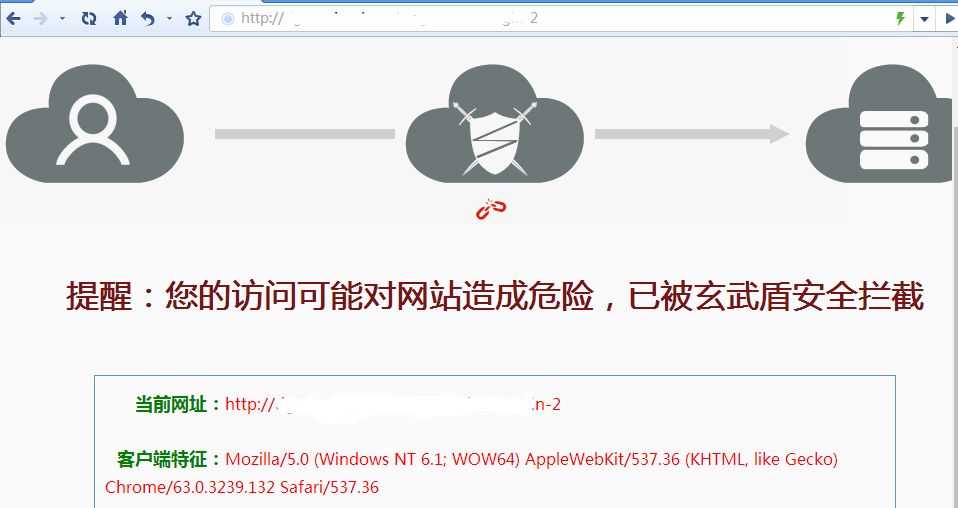 http://
-2
提醒：您的访问可能对网站造成危险，已被玄武盾安全拦截
当前网址：http:// .n-2
客户端特征：Mozilla/5.0 (Windows NT 6.1; WOW64) AppleWebKit/537.36 (KHTML, like Gecko)
Chrome/63.0.3239.132 Safari/537.36